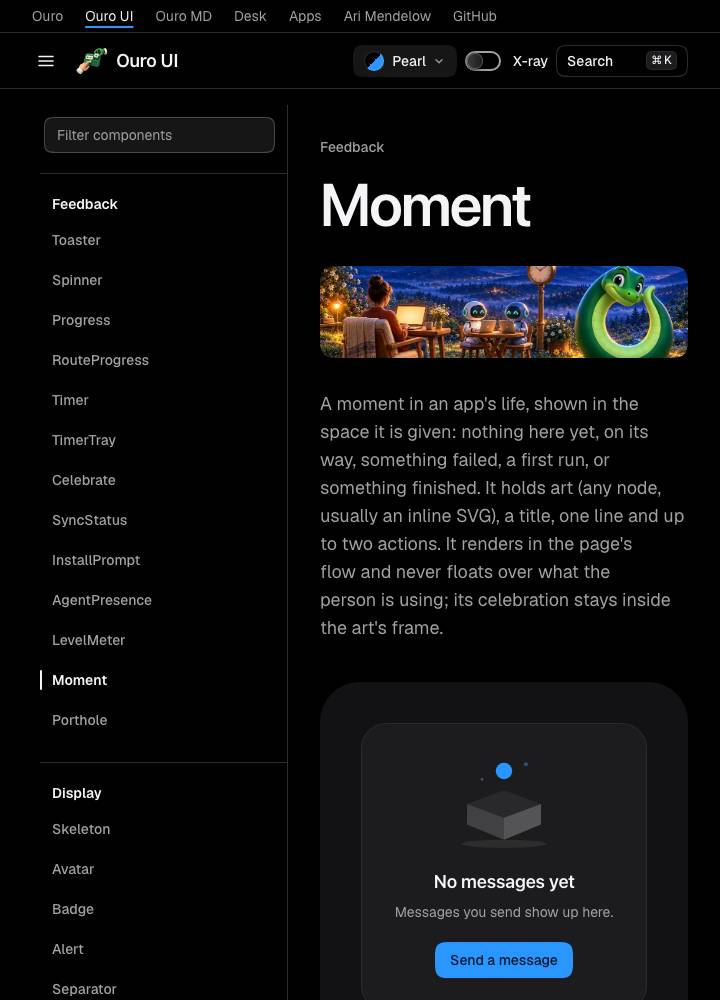 Ouro Ouro UI Ouro MD Desk Apps Ari Mendelow GitHub
Ouro UI Pearl X-ray Search ⌘ K
Filter components
Feedback
Toaster
Spinner
Progress
RouteProgress
Timer
TimerTray
Celebrate
SyncStatus
InstallPrompt
AgentPresence
LevelMeter
Moment
Porthole
Display
Skeleton
Avatar
Badge
Alert
Separator
Feedback
Moment
A moment in an app's life, shown in the
space it is given: nothing here yet, on its
way, something failed, a first run, or
something finished. It holds art (any node,
usually an inline SVG), a title, one line and up
to two actions. It renders in the page's
flow and never floats over what the
person is using; its celebration stays inside
the art's frame.
No messages yet
Messages you send show up here.
Send a message